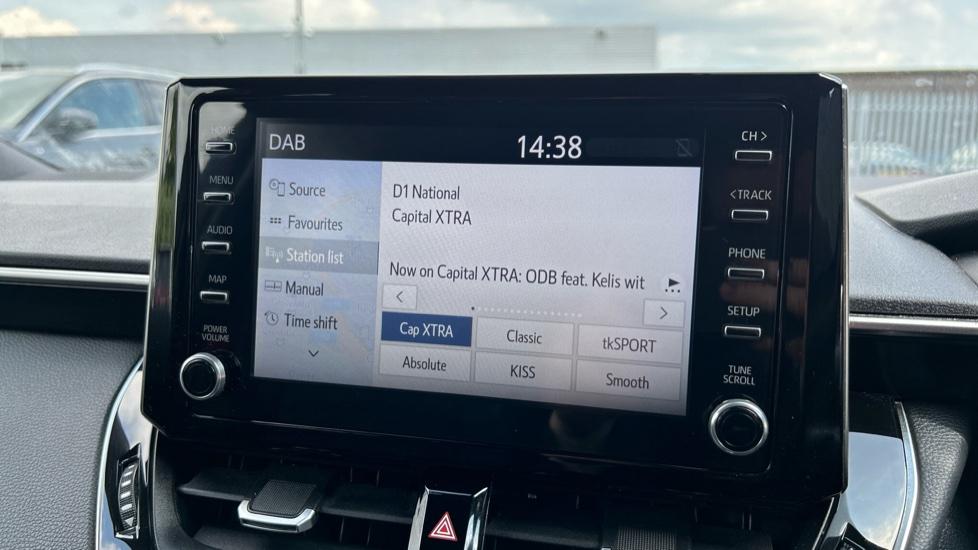 HOME
MENU
AUDIO
MAP
POWER
VOLUME
DAB
14:38
Source
Favourites
Station list
Manual
Time shift
D1 National
Capital XTRA
Now on Capital XTRA: ODB feat. Kelis wit
Cap XTRA
Classic
tkSPORT
Absolute
KISS
Smooth
CH >
< TRACK
PHONE
SETUP
TUNE
SCROLL